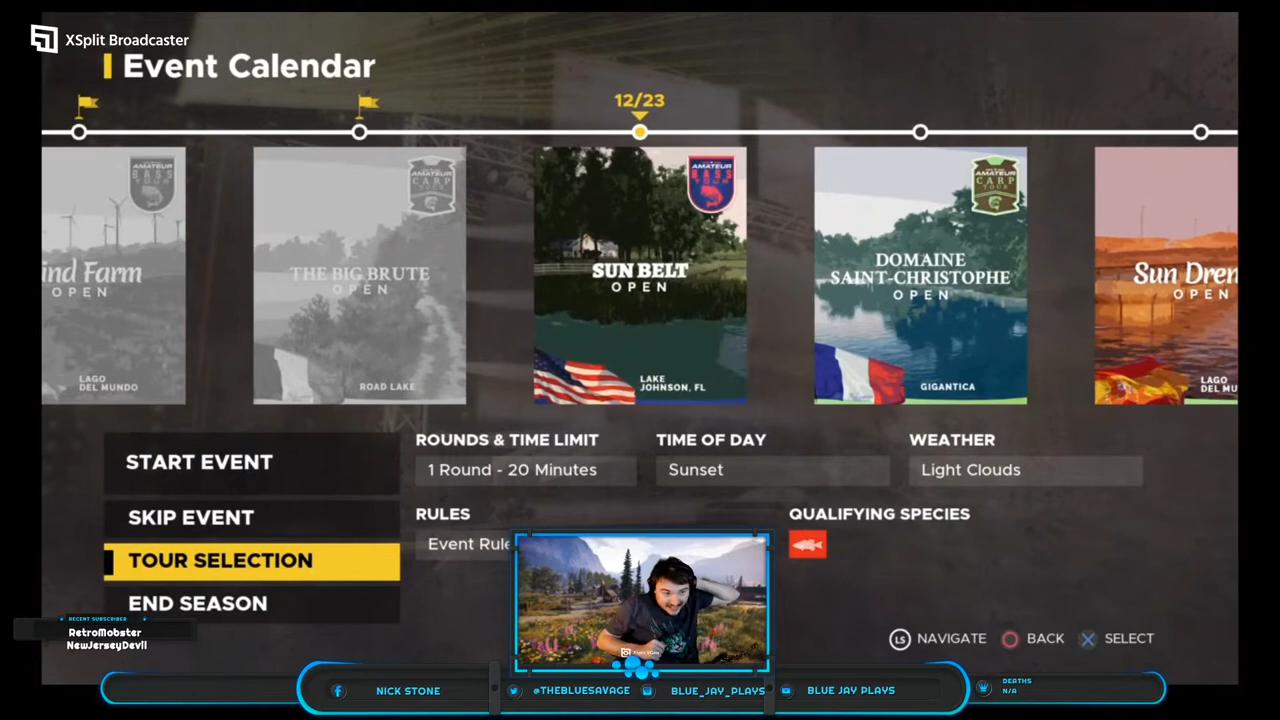 XSplit Broadcaster
Event Calendar
12/23
AMATEUR
BASS
TOUR
AMATEUR
CARP
TOUR
AMATEUR
BASS
TOUR
AMATEUR
CARP
TOUR
ind Farm
OPEN
THE BIG BRUTE
OPEN
SUN BELT
OPEN
DOMAINE
SAINT-CHRISTOPHE
OPEN
Sun Dren
OPEN
LAGO
DEL MUNDO
ROAD LAKE
LAKE
JOHNSON, FL
GIGANTICA
LAGO
DEL MU
START EVENT
SKIP EVENT
TOUR SELECTION
END SEASON
ROUNDS & TIME LIMIT
1 Round - 20 Minutes
TIME OF DAY
Sunset
WEATHER
Light Clouds
RULES
Event Rule
QUALIFYING SPECIES
RECENT SUBSCRIBER
RetroMobster
NewJerseyDevil
LS NAVIGATE BACK SELECT
NICK STONE
@THEBLUESAVAGE
BLUE_JAY_PLAYS
BLUE JAY PLAYS
DEATHS
N/A